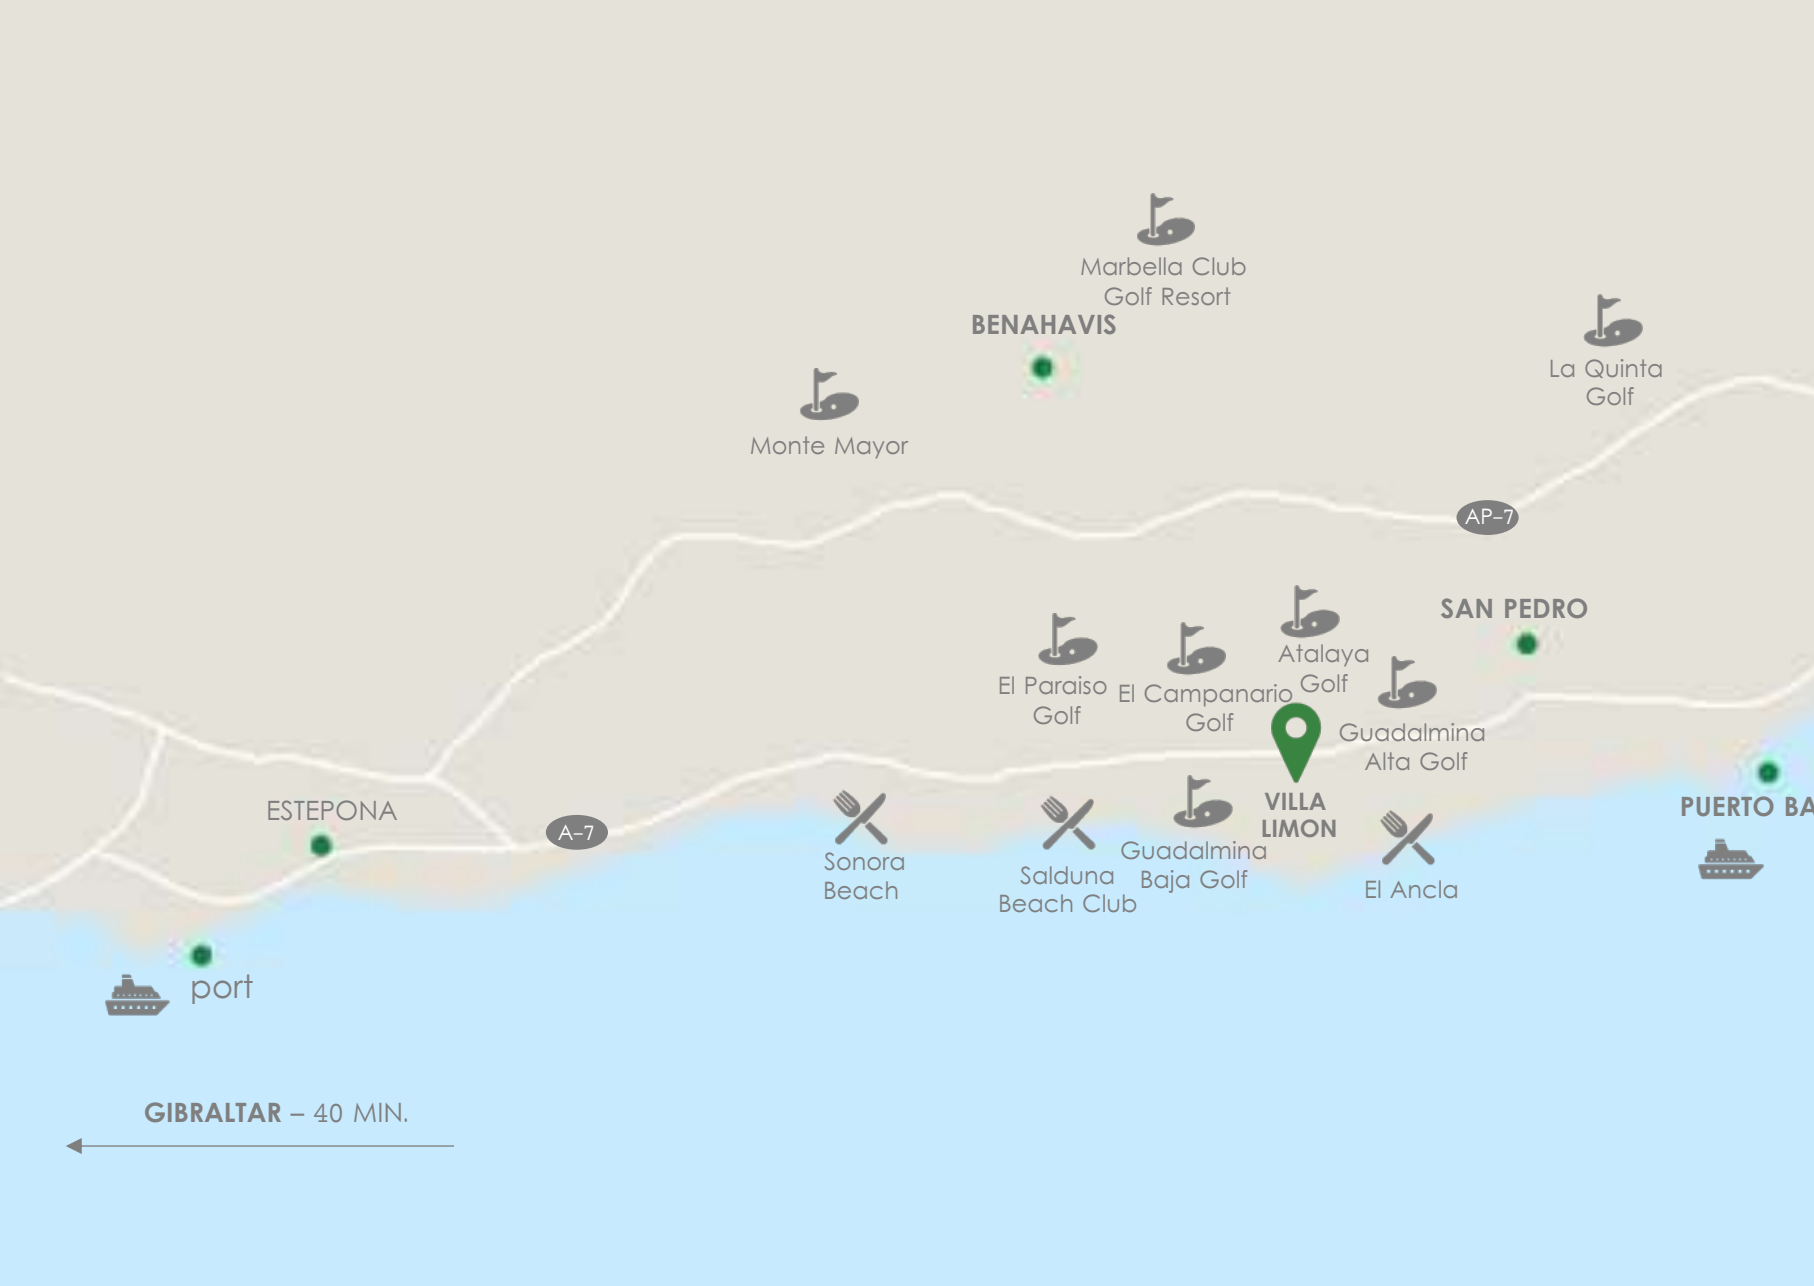 Marbella Club
Golf Resort
BENAHAVIS
La Quinta
Golf
Monte Mayor
AP-7
SAN PEDRO
Atalaya
Golf
El Paraiso
Golf
El Campanario
Golf
Guadalmina
Alta Golf
VILLA
LIMON
ESTEPONA
A-7
PUERTO BA
Sonora
Beach
Salduna
Beach Club
Guadalmina
Baja Golf
El Ancla
port
GIBRALTAR – 40 MIN.